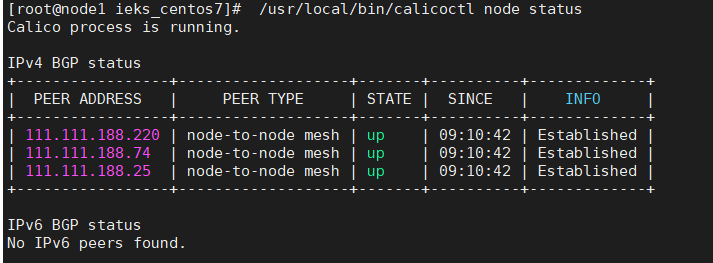 [root@node1 ieks_centos7]#  /usr/local/bin/calicoctl node status
Calico process is running.
IPv4 BGP status
+-----------------+-------------------+-------+----------+-------------+
|  PEER ADDRESS   |     PEER TYPE     | STATE |  SINCE   |    INFO     |
+-----------------+-------------------+-------+----------+-------------+
| 111.111.188.220 | node-to-node mesh | up    | 09:10:42 | Established |
| 111.111.188.74  | node-to-node mesh | up    | 09:10:42 | Established |
| 111.111.188.25  | node-to-node mesh | up    | 09:10:42 | Established |
+-----------------+-------------------+-------+----------+-------------+
IPv6 BGP status
No IPv6 peers found.